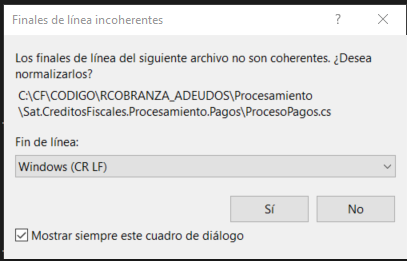 Finales de línea incoherentes
Los finales de línea del siguiente archivo no son coherentes. ¿Desea
normalizarlos?
C:\CF\CODIGO\RCOBRANZA_ADEUDOS\Procesamiento
\Sat.CreditosFiscales.Procesamiento.Pagos\ProcesoPagos.cs
Fin de línea:
Windows (CR LF)
Sí
No
Mostrar siempre este cuadro de diálogo